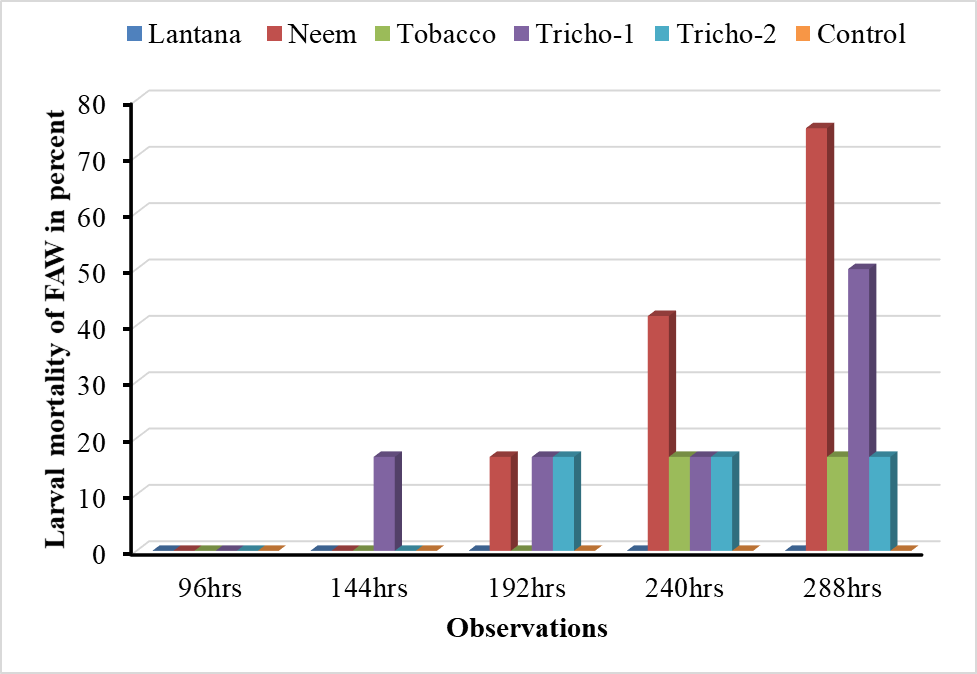 Lantana Neem Tobacco Tricho-1 Tricho-2 Control
Larval mortality of FAW in percent
80
70
60
50
40
30
20
10
0
96hrs 144hrs 192hrs 240hrs 288hrs
Observations